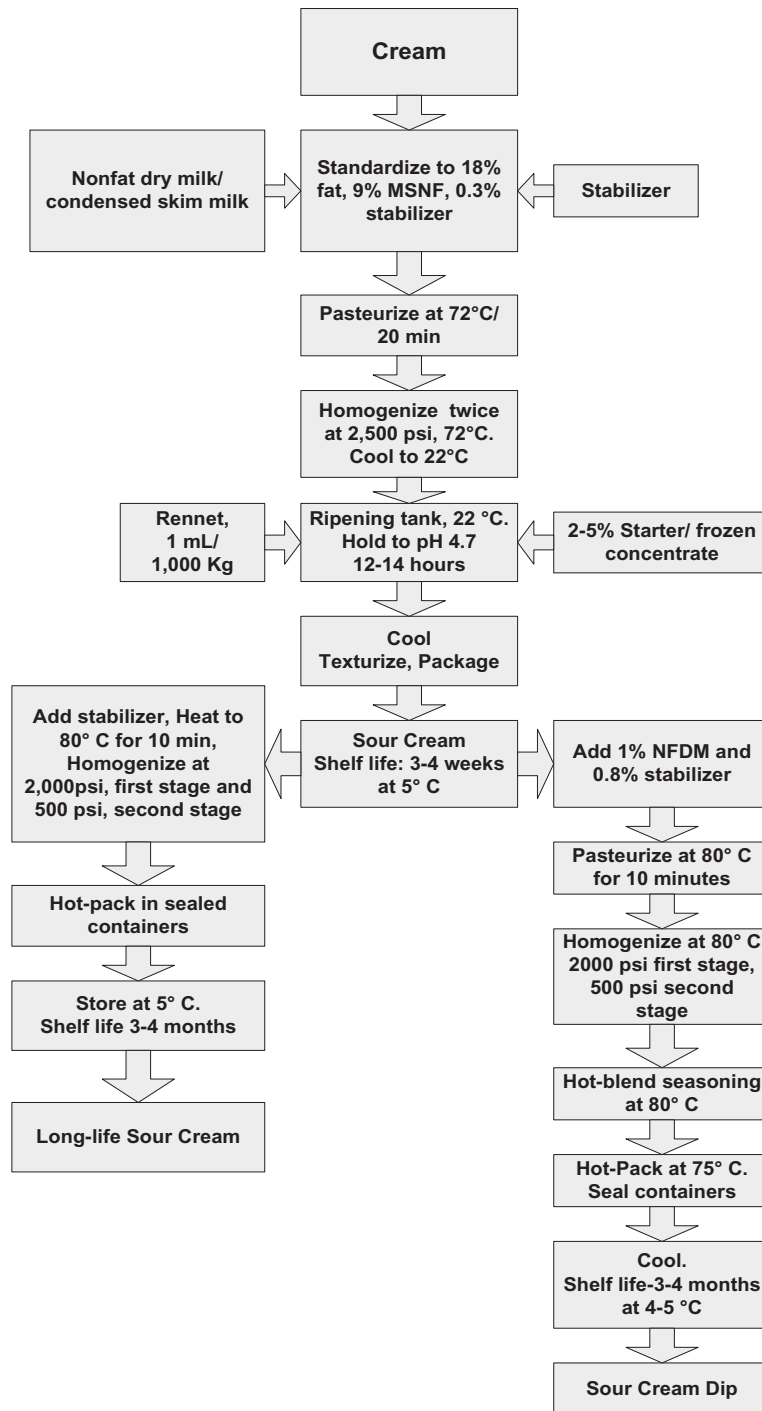 Cream
Nonfat dry milk/
condensed skim milk
Standardize to 18%
fat, 9% MSNF, 0.3%
stabilizer
Stabilizer
Pasteurize at 72°C/
20 min
Homogenize twice
at 2,500 psi, 72°C.
Cool to 22°C
Rennet,
1 mL/
1,000 Kg
Ripening tank, 22 °C.
Hold to pH 4.7
12-14 hours
2-5% Starter/ frozen
concentrate
Cool
Texturize, Package
Add stabilizer, Heat to
80° C for 10 min,
Homogenize at
2,000psi, first stage and
500 psi, second stage
Sour Cream
Shelf life: 3-4 weeks
at 5° C
Add 1% NFDM and
0.8% stabilizer
Hot-pack in sealed
containers
Store at 5° C.
Shelf life 3-4 months
Long-life Sour Cream
Pasteurize at 80° C
for 10 minutes
Homogenize at 80° C
2000 psi first stage,
500 psi second
stage
Hot-blend seasoning
at 80° C
Hot-Pack at 75° C.
Seal containers
Cool.
Shelf life-3-4 months
at 4-5 °C
Sour Cream Dip